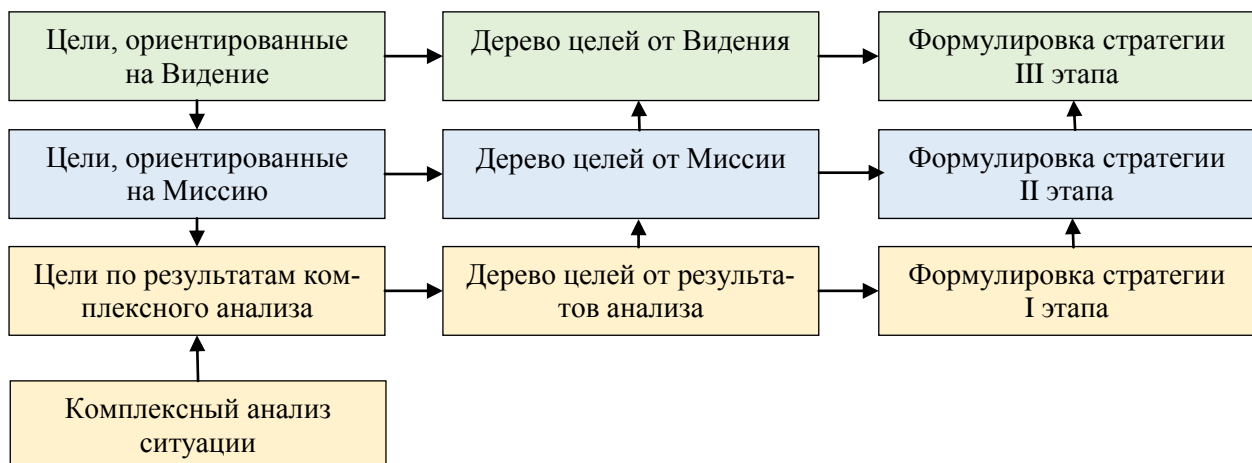 Цели, ориентированные
на Видение
Дерево целей от Видения
Формулировка стратегии
III этапа
Цели, ориентированные
на Миссию
Дерево целей от Миссии
Формулировка стратегии
II этапа
Цели по результатам ком-
плексного анализа
Дерево целей от результа-
тов анализа
Формулировка стратегии
I этапа
Комплексный анализ
ситуации